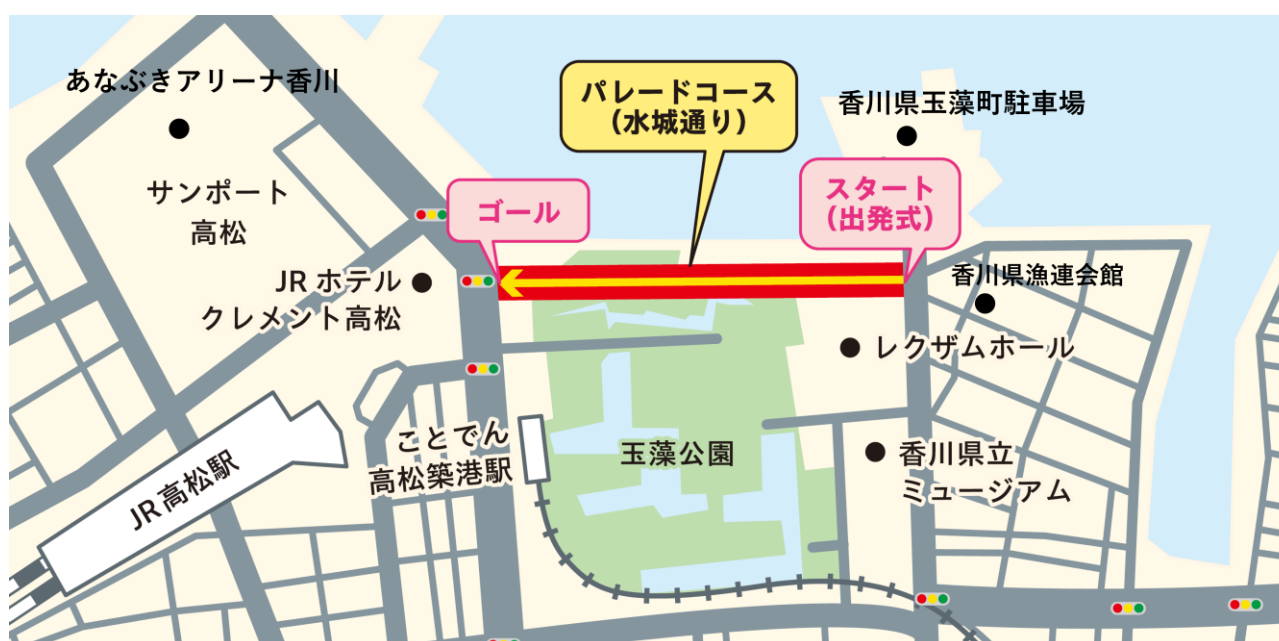 あなぶきアリーナ香川
パレードコース
（水城通り）
香川県玉藻町駐車場
サンポート
高松
ゴール
スタート
（出発式）
JRホテル
クレメント高松
香川県漁連会館
レクザムホール
ことでん
高松築港駅
玉藻公園
香川県立
ミュージアム
JR高松駅